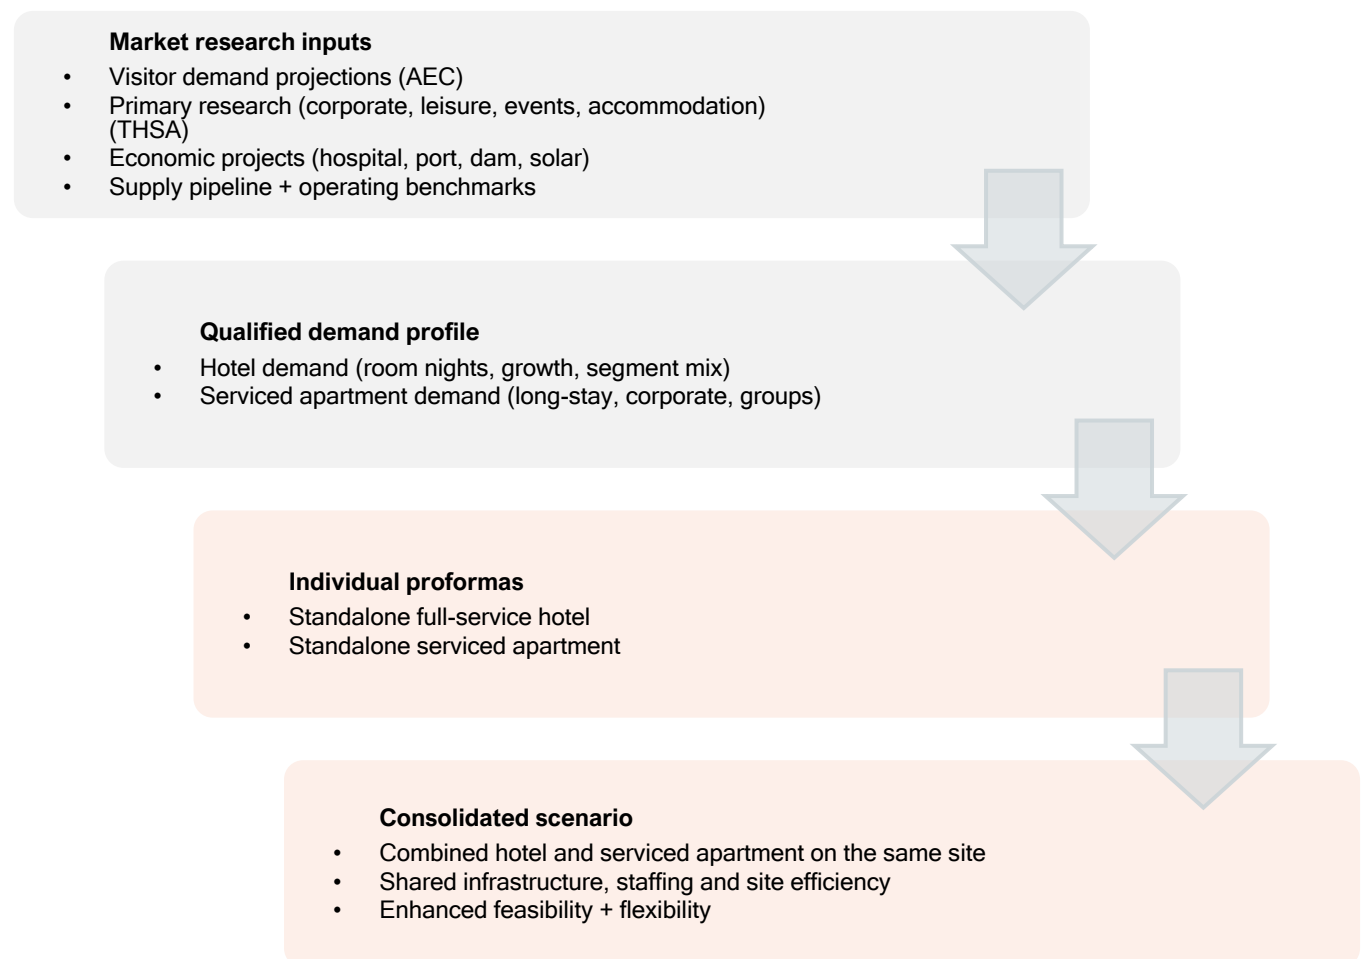 Market research inputs
• Visitor demand projections (AEC)
• Primary research (corporate, leisure, events, accommodation)
(THSA)
• Economic projects (hospital, port, dam, solar)
• Supply pipeline + operating benchmarks
Qualified demand profile
• Hotel demand (room nights, growth, segment mix)
• Serviced apartment demand (long-stay, corporate, groups)
Individual proformas
• Standalone full-service hotel
• Standalone serviced apartment
Consolidated scenario
• Combined hotel and serviced apartment on the same site
• Shared infrastructure, staffing and site efficiency
• Enhanced feasibility + flexibility